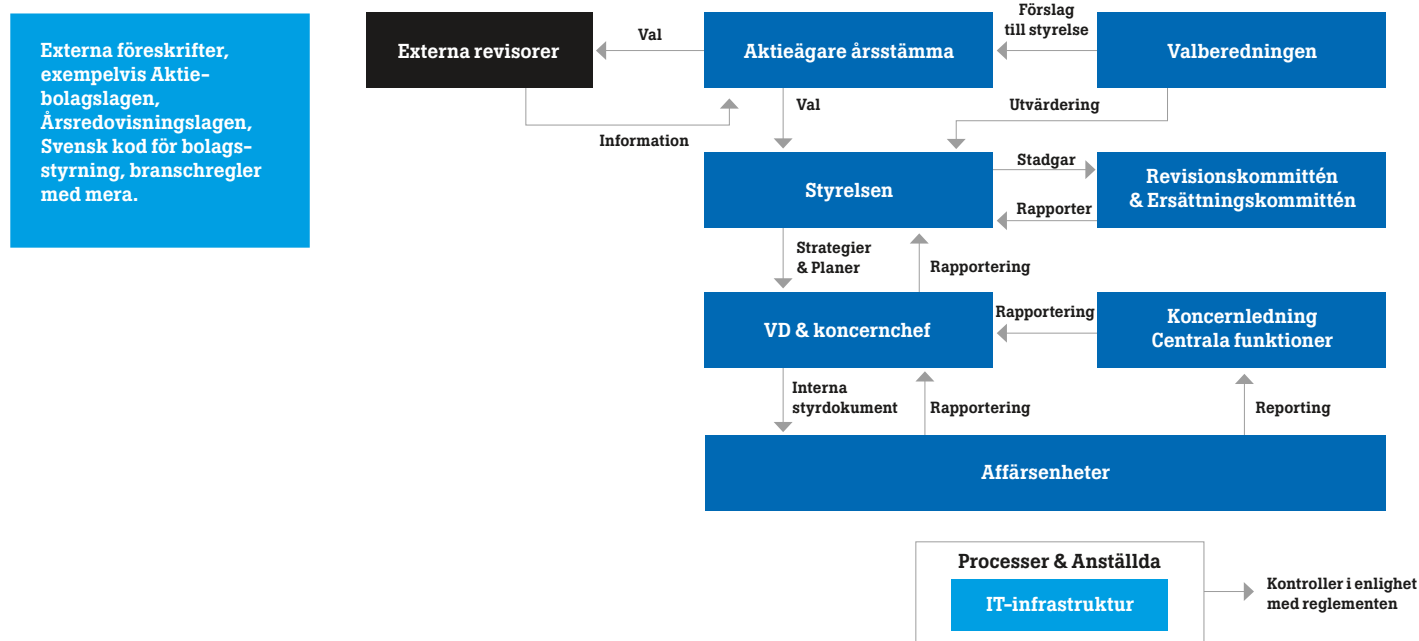 Externa föreskrifter,
exempelvis Aktie-
bolagslagen,
Årsredovisningslagen,
Svensk kod för bolags-
styrning, branschregler
med mera.
Externa revisorer
Val
Aktieägare årsstämma
Förslag
till styrelse
Valberedningen
Information
Val
Utvärdering
Styrelsen
Stadgar
Rapporter
Revisionskommittén
& Ersättningskommittén
Strategier
& Planer
Rapportering
VD & koncernchef
Rapportering
Koncernledning
Centrala funktioner
Interna
styrdokument
Rapportering
Reporting
Affärsenheter
Processer & Anställda
IT-infrastruktur
Kontroller i enlighet
med reglementen